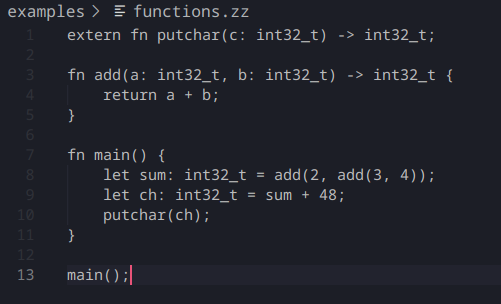 examples > functions.zz
1 extern fn putchar(c: int32_t) -> int32_t;
2
3 fn add(a: int32_t, b: int32_t) -> int32_t {
4     return a + b;
5 }
6
7 fn main() {
8     let sum: int32_t = add(2, add(3, 4));
9     let ch: int32_t = sum + 48;
10     putchar(ch);
11 }
12
13 main();